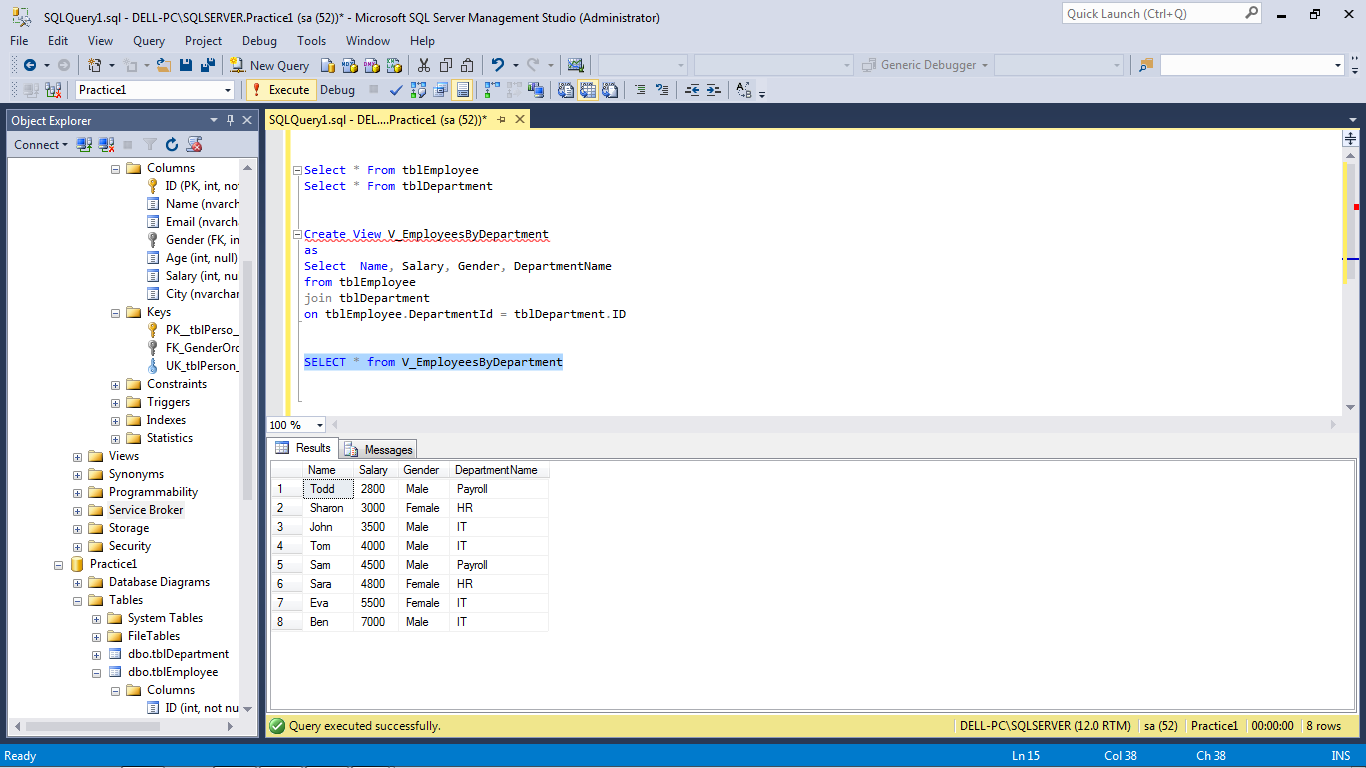 SQLQuery1.sql - DELL-PC\SQLSERVER.Practice1 (sa (52))* - Microsoft SQL Server Management Studio (Administrator)
Quick Launch (Ctrl+Q)
File Edit View Query Project Debug Tools Window Help
New Query
Generic Debugger
Practice1
Execute Debug
Object Explorer
Connect
Columns
ID (PK, int, no
Name (nvarch
Email (nvarch
Gender (FK, in
Age (int, null)
Salary (int, nu
City (nvarchar
Keys
PK__tblPerso_
FK_GenderOrd
UK_tblPerson_
Constraints
Triggers
Indexes
Statistics
Views
Synonyms
Programmability
Service Broker
Storage
Security
Practice1
Database Diagrams
Tables
System Tables
FileTables
dbo.tblDepartment
dbo.tblEmployee
Columns
ID (int, not nu
SQLQuery1.sql - DEL....Practice1 (sa (52))*
Select * From tblEmployee
Select * From tblDepartment
Create View V_EmployeesByDepartment
as
Select  Name, Salary, Gender, DepartmentName
from tblEmployee
join tblDepartment
on tblEmployee.DepartmentId = tblDepartment.ID
SELECT * from V_EmployeesByDepartment
100 %
Results Messages
Name Salary Gender DepartmentName
1 Todd 2800 Male Payroll
2 Sharon 3000 Female HR
3 John 3500 Male IT
4 Tom 4000 Male IT
5 Sam 4500 Male Payroll
6 Sara 4800 Female HR
7 Eva 5500 Female IT
8 Ben 7000 Male IT
Query executed successfully.
DELL-PC\SQLSERVER (12.0 RTM) sa (52) Practice1 00:00:00 8 rows
Ready
Ln 15 Col 38 Ch 38 INS